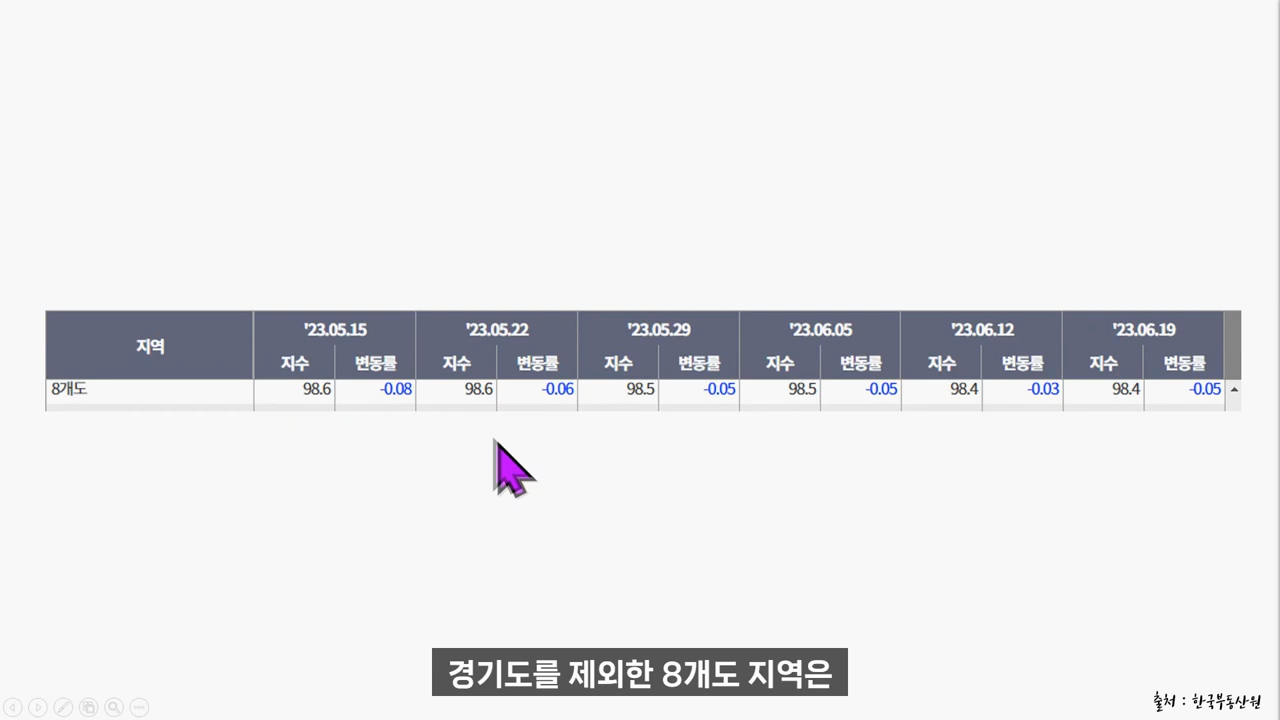 지역 '23.05.15 '23.05.22 '23.05.29 '23.06.05 '23.06.12 '23.06.19
지수 변동률 지수 변동률 지수 변동률 지수 변동률 지수 변동률 지수 변동률
8개도 98.6 -0.08 98.6 -0.06 98.5 -0.05 98.5 -0.05 98.4 -0.03 98.4 -0.05
경기도를 제외한 8개도 지역은
출처 : 한국부동산원